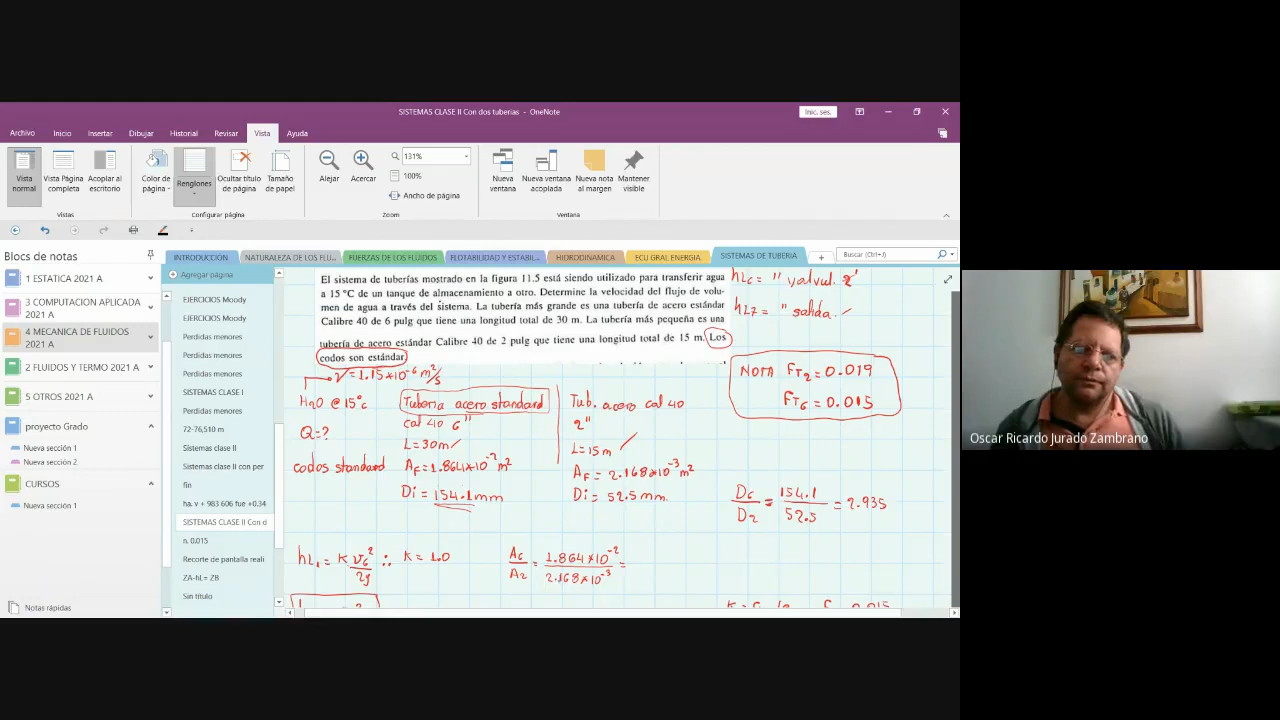 SISTEMAS CLASE II Con dos tuberias - OneNote
Inic. ses.
Archivo Inicio Insertar Dibujar Historial Revisar Vista Ayuda
Vista normal
Vista Página completa
Acoplar al escritorio
Vistas
Color de página
Renglones
Ocultar título de página
Tamaño de papel
Configurar página
Alejar
Acercar
131%
100%
Ancho de página
Zoom
Nueva ventana
Nueva ventana acoplada
Nueva nota al margen
Mantener visible
Ventana
Blocs de notas
1 ESTATICA 2021 A
3 COMPUTACION APLICADA 2021 A
4 MECANICA DE FLUIDOS 2021 A
2 FLUIDOS Y TERMO 2021 A
5 OTROS 2021 A
proyecto Grado
Nueva sección 1
Nueva sección 2
CURSOS
Nueva sección 1
Notas rápidas
INTRODUCCIÓN NATURALEZA DE LOS FLU... FUERZAS DE LOS FLÚIDOS FLOTABILIDAD Y ESTABIL... HIDRODINAMICA ECU GRAL ENERGIA SISTEMAS DE TUBERIA +
Buscar (Ctrl+J)
Agregar página
EJERCICIOS Moody
EJERCICIOS Moody
Perdidas menores
Perdidas menores
Perdidas menores
SISTEMAS CLASE I
Perdidas menores
72-76,510 m
Sistemas clase II
Sistemas clase II con per
fin
ha. v + 983 606 fue +0.34
SISTEMAS CLASE II Con d
n. 0.015
Recorte de pantalla reali
ZA-hL= ZB
Sin título
El sistema de tuberías mostrado en la figura 11.5 está siendo utilizado para transferir agua
a 15 °C de un tanque de almacenamiento a otro. Determine la velocidad del flujo de volu-
men de agua a través del sistema. La tubería más grande es una tubería de acero estándar
Calibre 40 de 6 pulg que tiene una longitud total de 30 m. La tubería más pequeña es una
tubería de acero estándar Calibre 40 de 2 pulg que tiene una longitud total de 15 m. Los
codos son estándar.
hL6 = " valvul. 2"
hL7 = " salida.
NOTA FT2 = 0.019
FT6 = 0.015
ν = 1.15*10^-6 m²/s
H2O @ 15°c
Q=?
codos standard
Tuberia acero standard
cal 40 6"
L = 30m
AF = 1.864*10^-2 m²
Di = 154.1mm
Tub. acero cal 40
2"
L = 15m
AF = 2.168*10^-3 m²
Di = 52.5 mm.
D6/D2 = 154.1/52.5 = 2.935
hL1 = K v6²/2g ∴ K = 1.0
A6/A2 = 1.864*10^-2/2.168*10^-3 =
Oscar Ricardo Jurado Zambrano